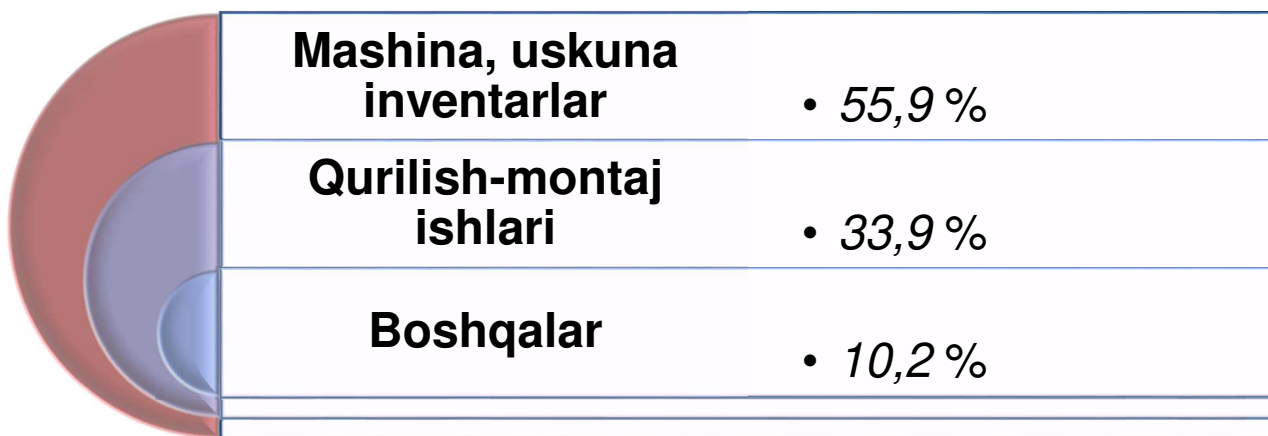 Mashina, uskuna
inventarlar
• 55,9 %
Qurilish-montaj
ishlari
• 33,9 %
Boshqalar
• 10,2 %